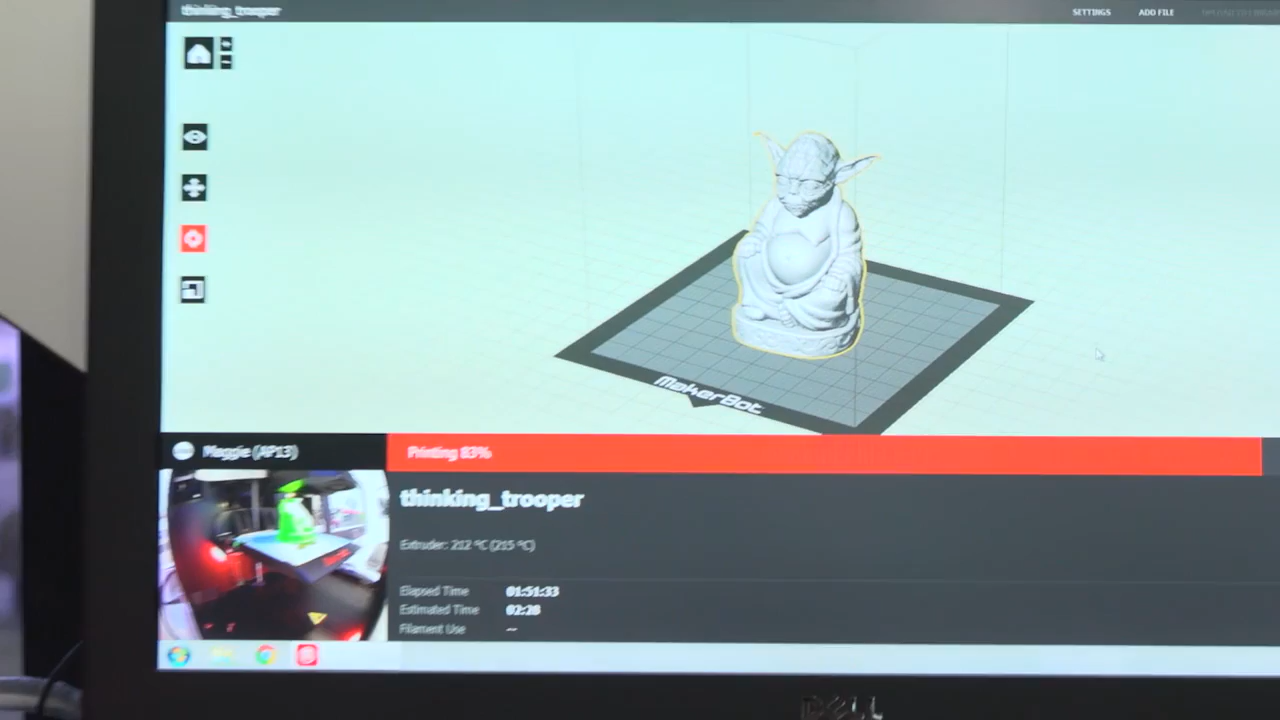 thinking_trooper
SETTINGS ADD FILE
MakerBot
Maggie (AP13)
Printing 83%
thinking_trooper
Extruder: 212 °C (215 °C)
Elapsed Time 01:51:33
Estimated Time 02:28
Filament Use --
DELL